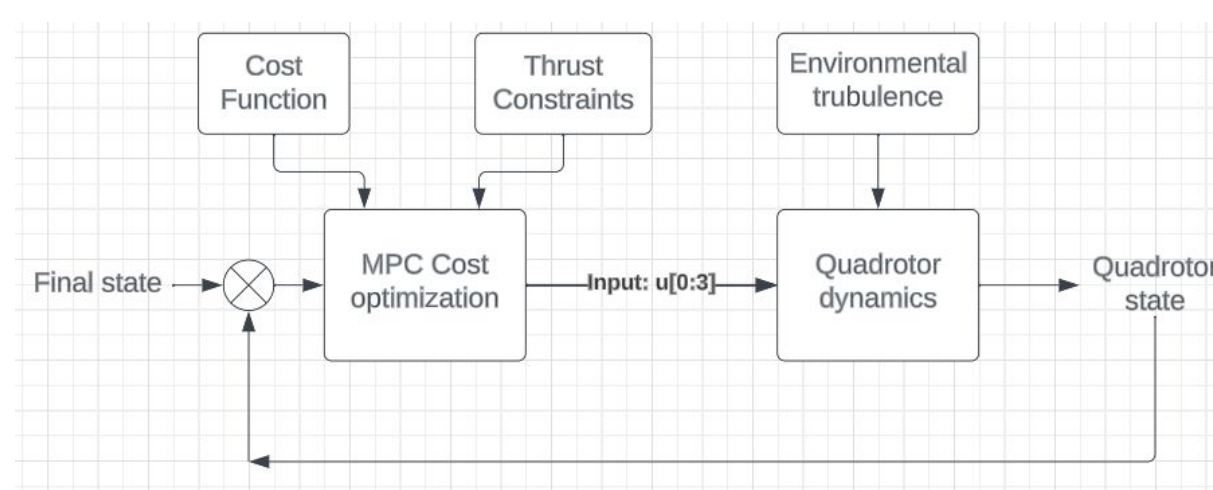 Cost
Function
Thrust
Constraints
Environmental
trubulence
Final state
MPC Cost
optimization
Input: u[0:3]
Quadrotor
dynamics
Quadrotor
state